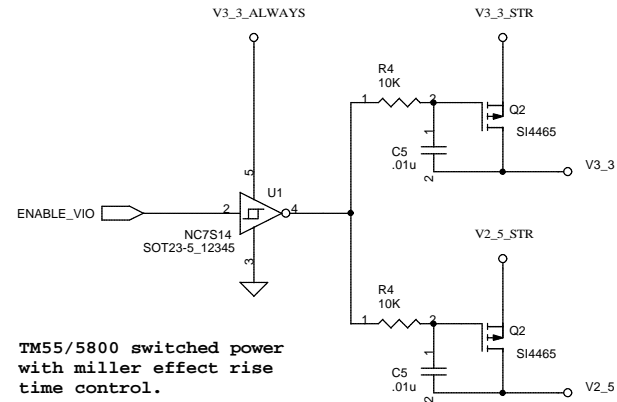 V3_3_ALWAYS
V3_3_STR
R4
10K
1
2
Q2
SI4465
1
C5
.01u
2
V3_3
5
U1
ENABLE_VIO
2
4
NC7S14
SOT23-5_12345
3
V2_5_STR
R4
10K
1
2
Q2
SI4465
1
C5
.01u
2
V2_5
TM55/5800 switched power
with miller effect rise
time control.